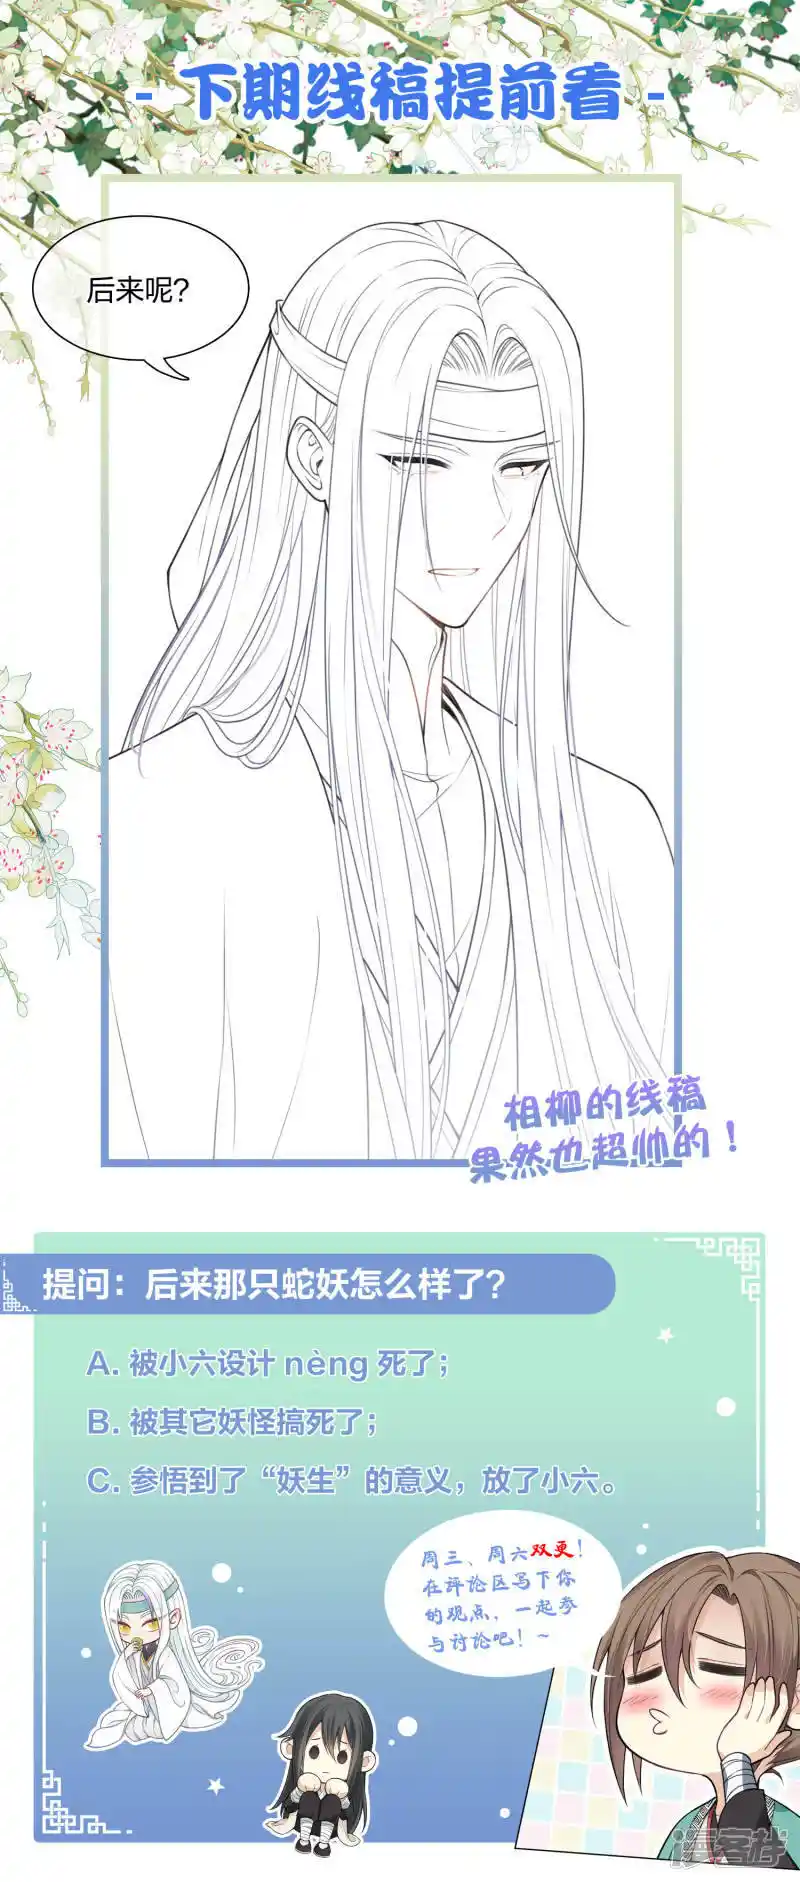 - 下期线稿提前看 -
后来呢？
相柳的线稿
果然也超帅的！
提问：后来那只蛇妖怎么样了？
A. 被小六设计 nèng 死了；
B. 被其它妖怪搞死了；
C. 参悟到了“妖生”的意义，放了小六。
周三、周六双更！
在评论区写下你
的观点，一起参
与讨论吧！~
漫客栈